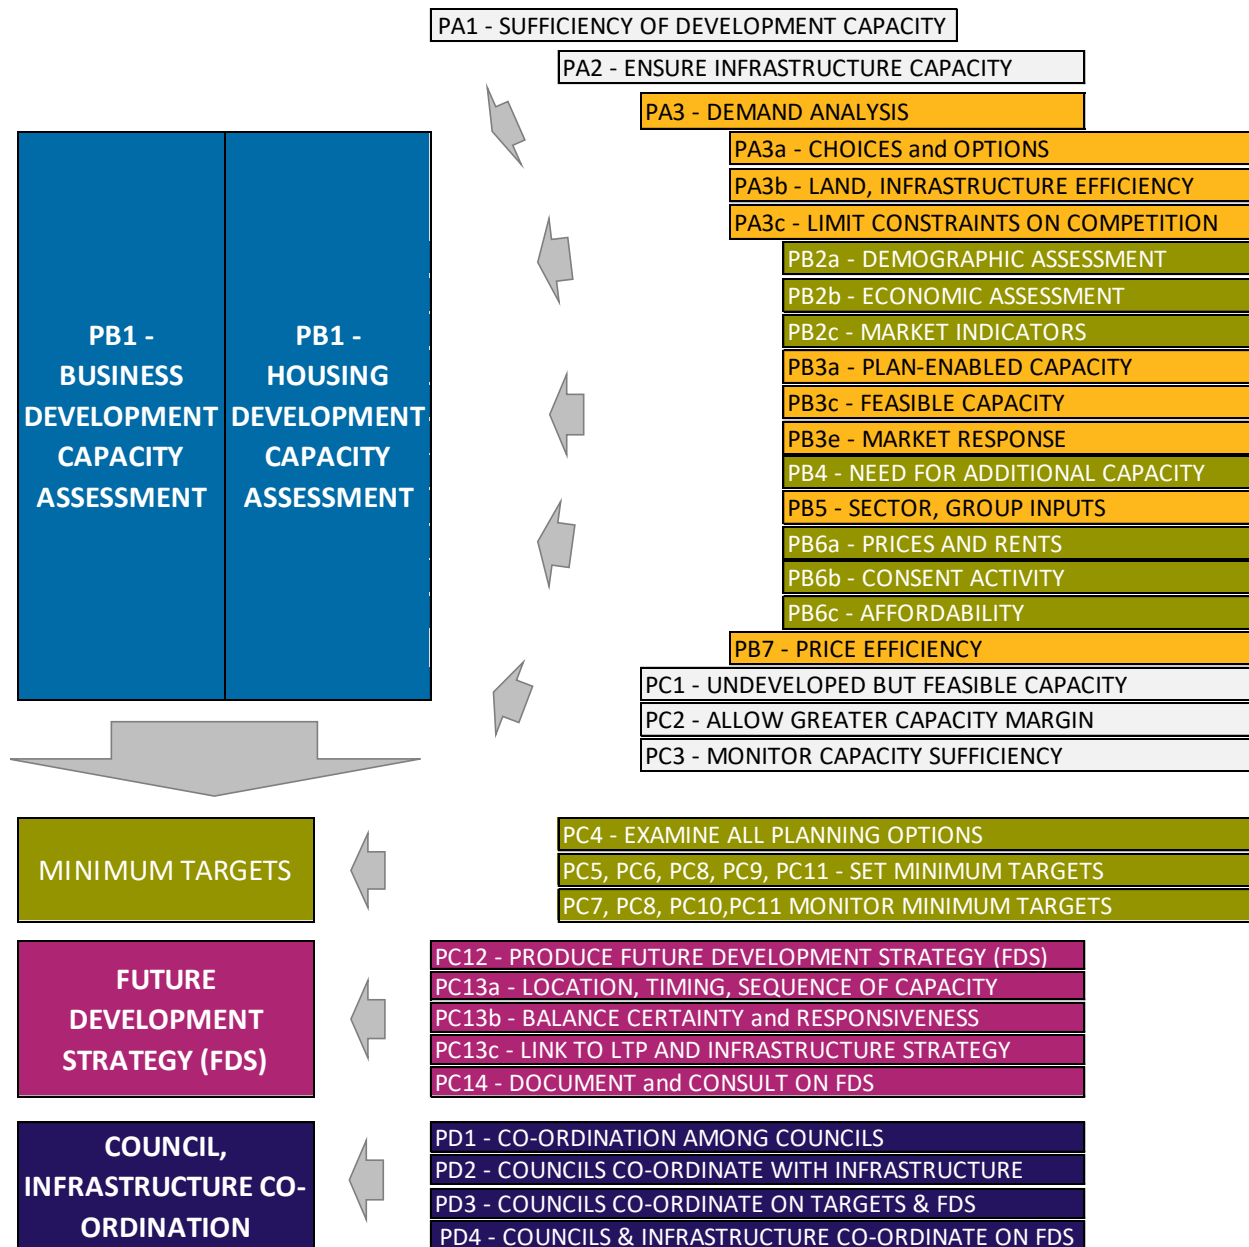 PA1 - SUFFICIENCY OF DEVELOPMENT CAPACITY
PA2 - ENSURE INFRASTRUCTURE CAPACITY
PA3 - DEMAND ANALYSIS
PA3a - CHOICES and OPTIONS
PA3b - LAND, INFRASTRUCTURE EFFICIENCY
PA3c - LIMIT CONSTRAINTS ON COMPETITION
PB2a - DEMOGRAPHIC ASSESSMENT
PB2b - ECONOMIC ASSESSMENT
PB2c - MARKET INDICATORS
PB3a - PLAN-ENABLED CAPACITY
PB3c - FEASIBLE CAPACITY
PB3e - MARKET RESPONSE
PB4 - NEED FOR ADDITIONAL CAPACITY
PB5 - SECTOR, GROUP INPUTS
PB6a - PRICES AND RENTS
PB6b - CONSENT ACTIVITY
PB6c - AFFORDABILITY
PB7 - PRICE EFFICIENCY
PC1 - UNDEVELOPED BUT FEASIBLE CAPACITY
PC2 - ALLOW GREATER CAPACITY MARGIN
PC3 - MONITOR CAPACITY SUFFICIENCY
PB1 -
BUSINESS
DEVELOPMENT
CAPACITY
ASSESSMENT
PB1 -
HOUSING
DEVELOPMENT
CAPACITY
ASSESSMENT
MINIMUM TARGETS
PC4 - EXAMINE ALL PLANNING OPTIONS
PC5, PC6, PC8, PC9, PC11 - SET MINIMUM TARGETS
PC7, PC8, PC10,PC11 MONITOR MINIMUM TARGETS
FUTURE
DEVELOPMENT
STRATEGY (FDS)
PC12 - PRODUCE FUTURE DEVELOPMENT STRATEGY (FDS)
PC13a - LOCATION, TIMING, SEQUENCE OF CAPACITY
PC13b - BALANCE CERTAINTY and RESPONSIVENESS
PC13c - LINK TO LTP AND INFRASTRUCTURE STRATEGY
PC14 - DOCUMENT and CONSULT ON FDS
COUNCIL,
INFRASTRUCTURE CO-
ORDINATION
PD1 - CO-ORDINATION AMONG COUNCILS
PD2 - COUNCILS CO-ORDINATE WITH INFRASTRUCTURE
PD3 - COUNCILS CO-ORDINATE ON TARGETS & FDS
PD4 - COUNCILS & INFRASTRUCTURE CO-ORDINATE ON FDS